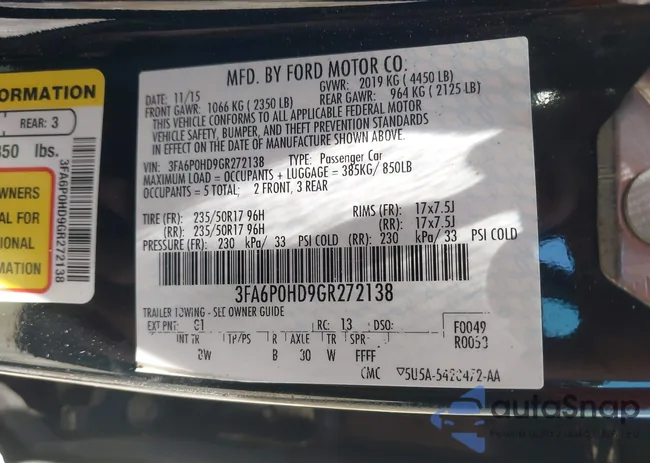 ORMATION
REAR: 3
850 lbs.
WNERS
AL FOR
IONAL
MATION
3FA6P0HD9GR272138
MFD. BY FORD MOTOR CO.
DATE: 11/15 GVWR: 2019 KG ( 4450 LB)
FRONT GAWR: 1066 KG ( 2350 LB) REAR GAWR: 964 KG ( 2125 LB)
THIS VEHICLE CONFORMS TO ALL APPLICABLE FEDERAL MOTOR
VEHICLE SAFETY, BUMPER, AND THEFT PREVENTION STANDARDS
IN EFFECT ON THE DATE OF MANUFACTURE SHOWN ABOVE.
VIN: 3FA6P0HD9GR272138 TYPE: Passenger Car
MAXIMUM LOAD = OCCUPANTS + LUGGAGE = 385KG/ 850LB
OCCUPANTS = 5 TOTAL; 2 FRONT, 3 REAR
TIRE (FR): 235/50R17 96H RIMS (FR): 17x7.5J
(RR): 235/50R17 96H (RR): 17x7.5J
PRESSURE (FR): 230 kPa/ 33 PSI COLD (RR): 230 kPa/ 33 PSI COLD
3FA6P0HD9GR272138
TRAILER TOWING - SEE OWNER GUIDE
EXT PNT: RC: 13 DSO: F0049
INT TR TP/PS R AXLE TR SPR R0053
B W FFFF
CMC
autoSnap